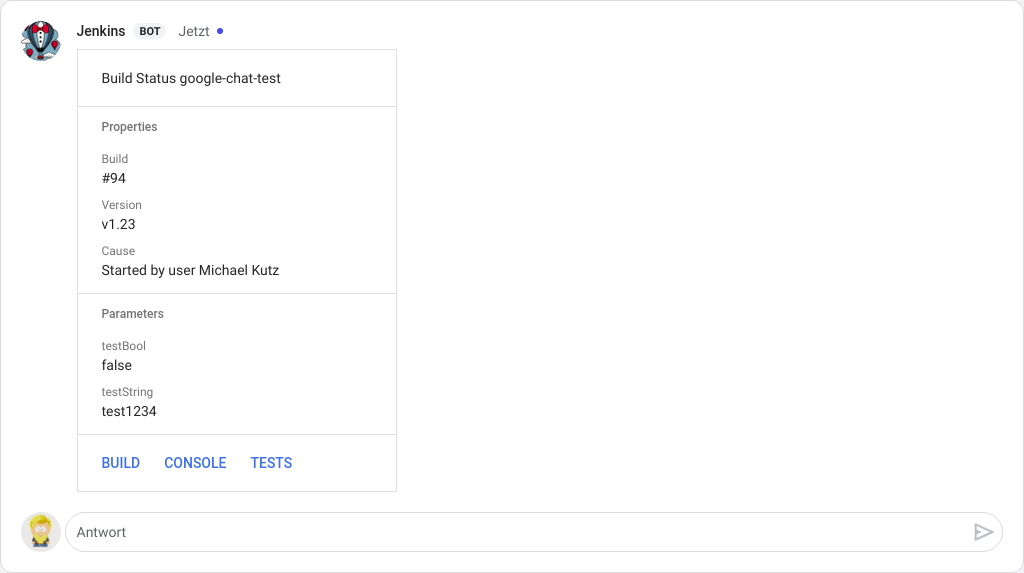 Jenkins BOT Jetzt
Build Status google-chat-test
Properties
Build
#94
Version
v1.23
Cause
Started by user Michael Kutz
Parameters
testBool
false
testString
test1234
BUILD CONSOLE TESTS
Antwort